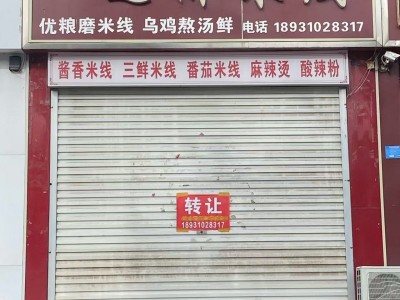 优粮磨米线 乌鸡熬汤鲜 电话 18931028317
酱香米线 三鲜米线 番茄米线 麻辣烫 酸辣粉
转让
18931028317